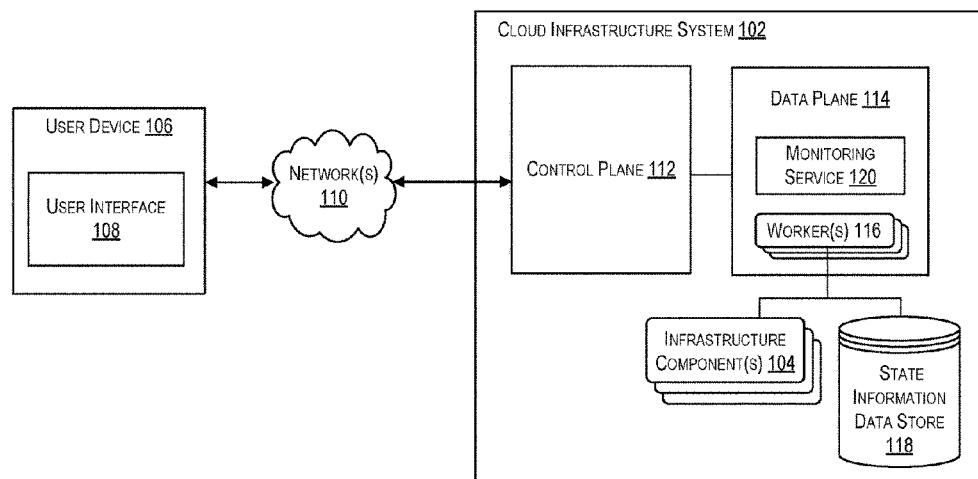 CLOUD INFRASTRUCTURE SYSTEM 102
USER DEVICE 106
USER INTERFACE
108
NETWORK(S)
110
CONTROL PLANE 112
DATA PLANE 114
MONITORING
SERVICE 120
WORKER(S) 116
INFRASTRUCTURE
COMPONENT(S) 104
STATE
INFORMATION
DATA STORE
118